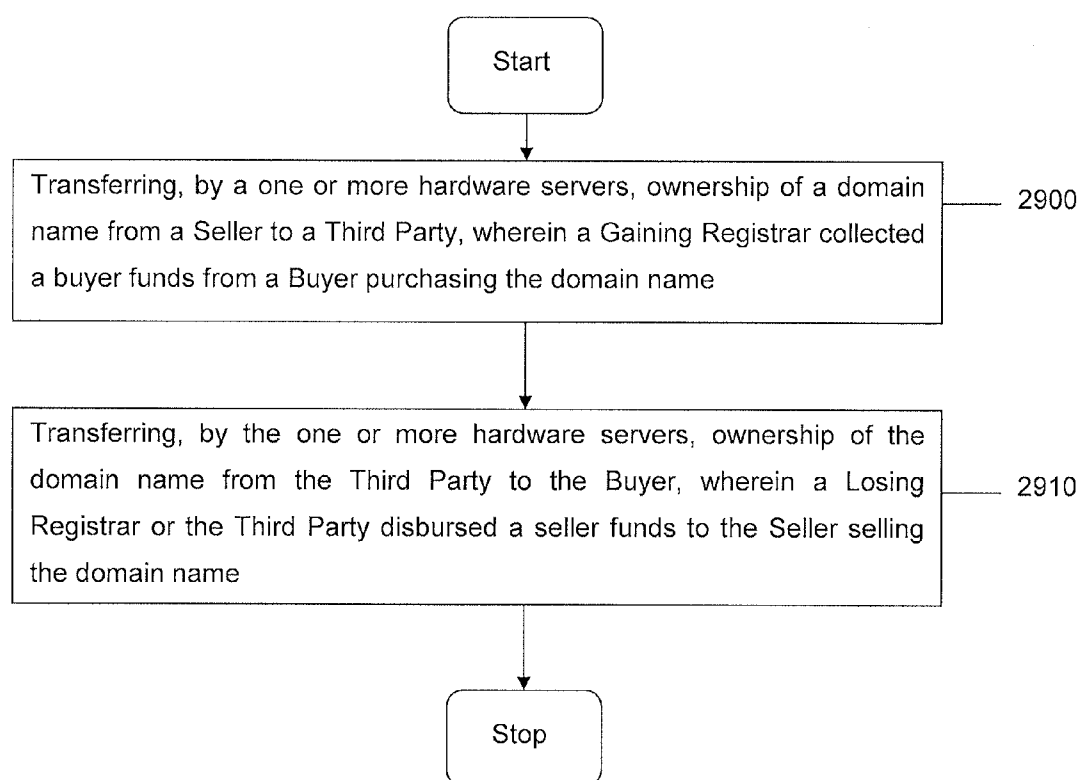 Start
Transferring, by a one or more hardware servers, ownership of a domain
name from a Seller to a Third Party, wherein a Gaining Registrar collected
a buyer funds from a Buyer purchasing the domain name
2900
Transferring, by the one or more hardware servers, ownership of the
domain name from the Third Party to the Buyer, wherein a Losing
Registrar or the Third Party disbursed a seller funds to the Seller selling
the domain name
2910
Stop